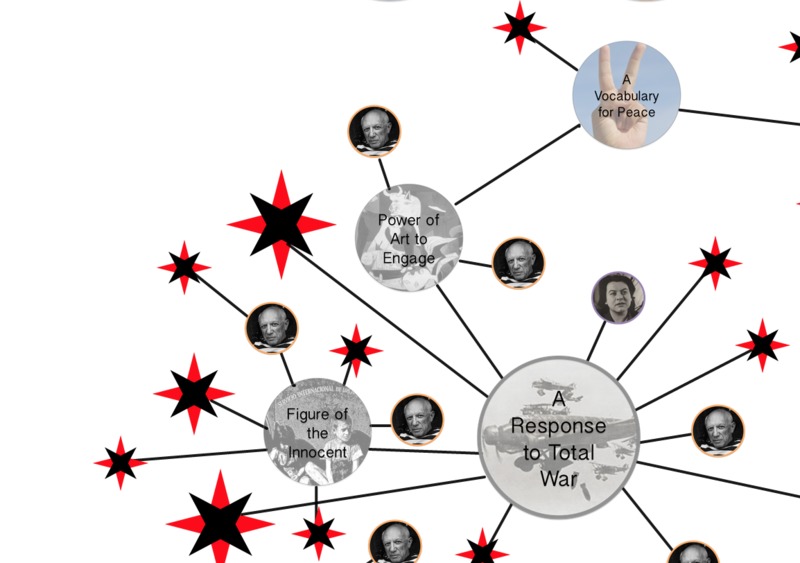 A
Vocabulary
for Peace
Power of
Art to
Engage
Figure of
the
Innocent
A
Response
to Total
War